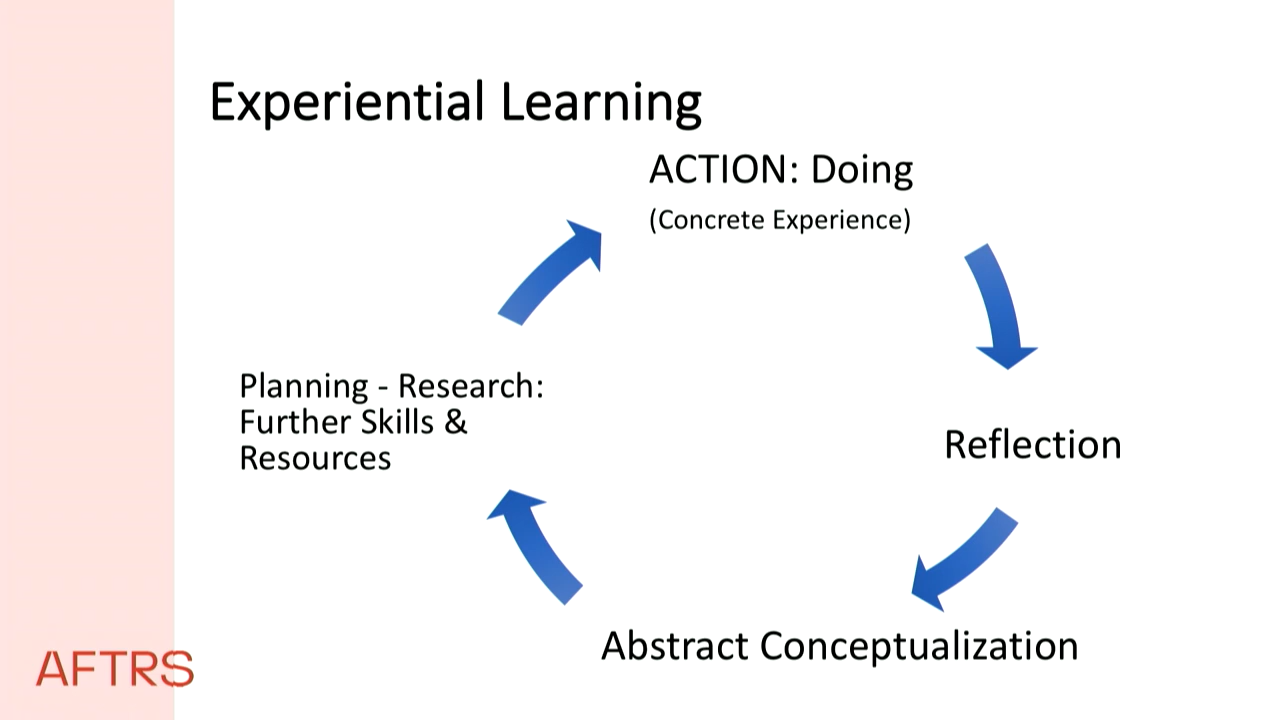 Experiential Learning
ACTION: Doing
(Concrete Experience)
Reflection
Abstract Conceptualization
Planning - Research:
Further Skills &
Resources
AFTRS